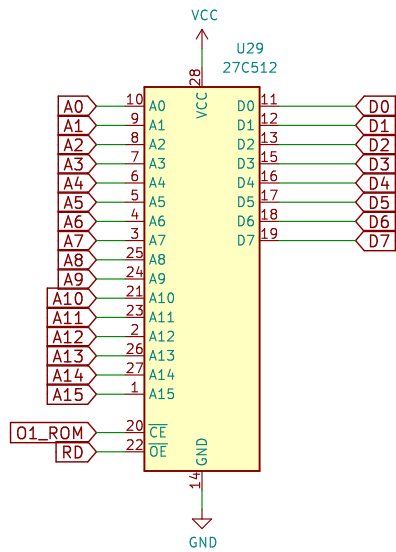 VCC
U29
27C512
28
VCC
A0 10 A0 D0 11 D0
A1 9 A1 D1 12 D1
A2 8 A2 D2 13 D2
A3 7 A3 D3 15 D3
A4 6 A4 D4 16 D4
A5 5 A5 D5 17 D5
A6 4 A6 D6 18 D6
A7 3 A7 D7 19 D7
A8 25 A8
A9 24 A9
A10 21 A10
A11 23 A11
A12 2 A12
A13 26 A13
A14 27 A14
A15 1 A15
O1_ROM 20 CE
RD 22 OE
GND
14
GND